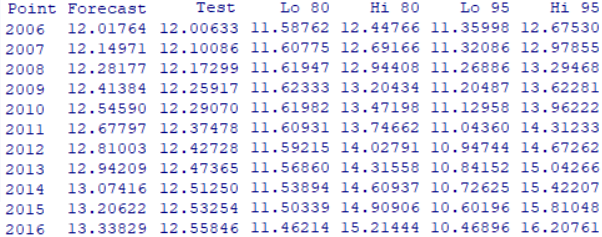 Point Forecast Test Lo 80 Hi 80 Lo 95 Hi 95
2006 12.01764 12.00633 11.58762 12.44766 11.35998 12.67530
2007 12.14971 12.10086 11.60775 12.69166 11.32086 12.97855
2008 12.28177 12.17299 11.61947 12.94408 11.26886 13.29468
2009 12.41384 12.25917 11.62333 13.20434 11.20487 13.62281
2010 12.54590 12.29070 11.61982 13.47198 11.12958 13.96222
2011 12.67797 12.37478 11.60931 13.74662 11.04360 14.31233
2012 12.81003 12.42728 11.59215 14.02791 10.94744 14.67262
2013 12.94209 12.47365 11.56860 14.31558 10.84152 15.04266
2014 13.07416 12.51250 11.53894 14.60937 10.72625 15.42207
2015 13.20622 12.53254 11.50339 14.90906 10.60196 15.81048
2016 13.33829 12.55846 11.46214 15.21444 10.46896 16.20761